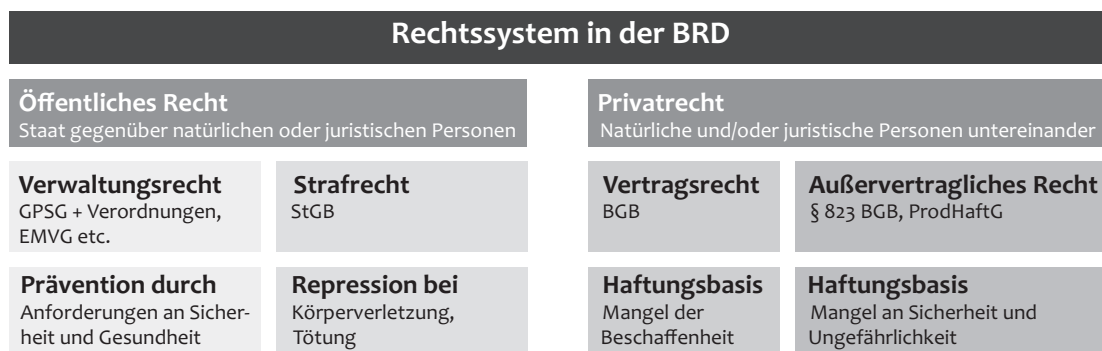 Rechtssystem in der BRD
Öffentliches Recht
Staat gegenüber natürlichen oder juristischen Personen
Privatrecht
Natürliche und/oder juristische Personen untereinander
Verwaltungsrecht
GPSG + Verordnungen,
EMVG etc.
Strafrecht
StGB
Vertragsrecht
BGB
Außervertragliches Recht
§ 823 BGB, ProdHaftG
Prävention durch
Anforderungen an Sicher-
heit und Gesundheit
Repression bei
Körperverletzung,
Tötung
Haftungsbasis
Mangel der
Beschaffenheit
Haftungsbasis
Mangel an Sicherheit und
Ungefährlichkeit